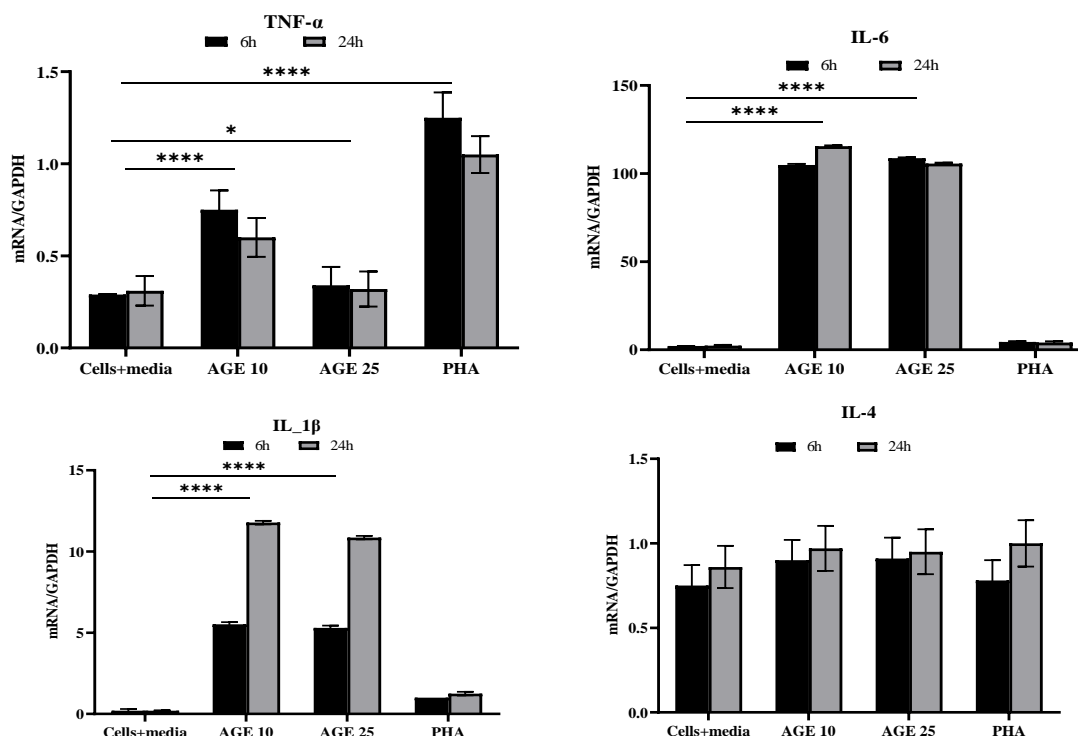 TNF-α
6h 24h
****
*
****
mRNA/GAPDH
1.5
1.0
0.5
0.0
Cells+media AGE 10 AGE 25 PHA
IL-6
6h 24h
****
****
mRNA/GAPDH
150
100
50
0
Cells+media AGE 10 AGE 25 PHA
IL_1β
6h 24h
****
****
mRNA/GAPDH
15
10
5
0
Cells+media AGE 10 AGE 25 PHA
IL-4
6h 24h
mRNA/GAPDH
1.5
1.0
0.5
0.0
Cells+media AGE 10 AGE 25 PHA